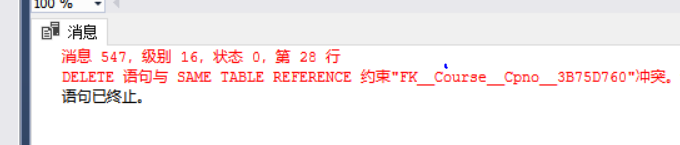 100 %
消息
消息 547，级别 16，状态 0，第 28 行
DELETE 语句与 SAME TABLE REFERENCE 约束"FK__Course__Cpno__3B75D760"冲突。
语句已终止。